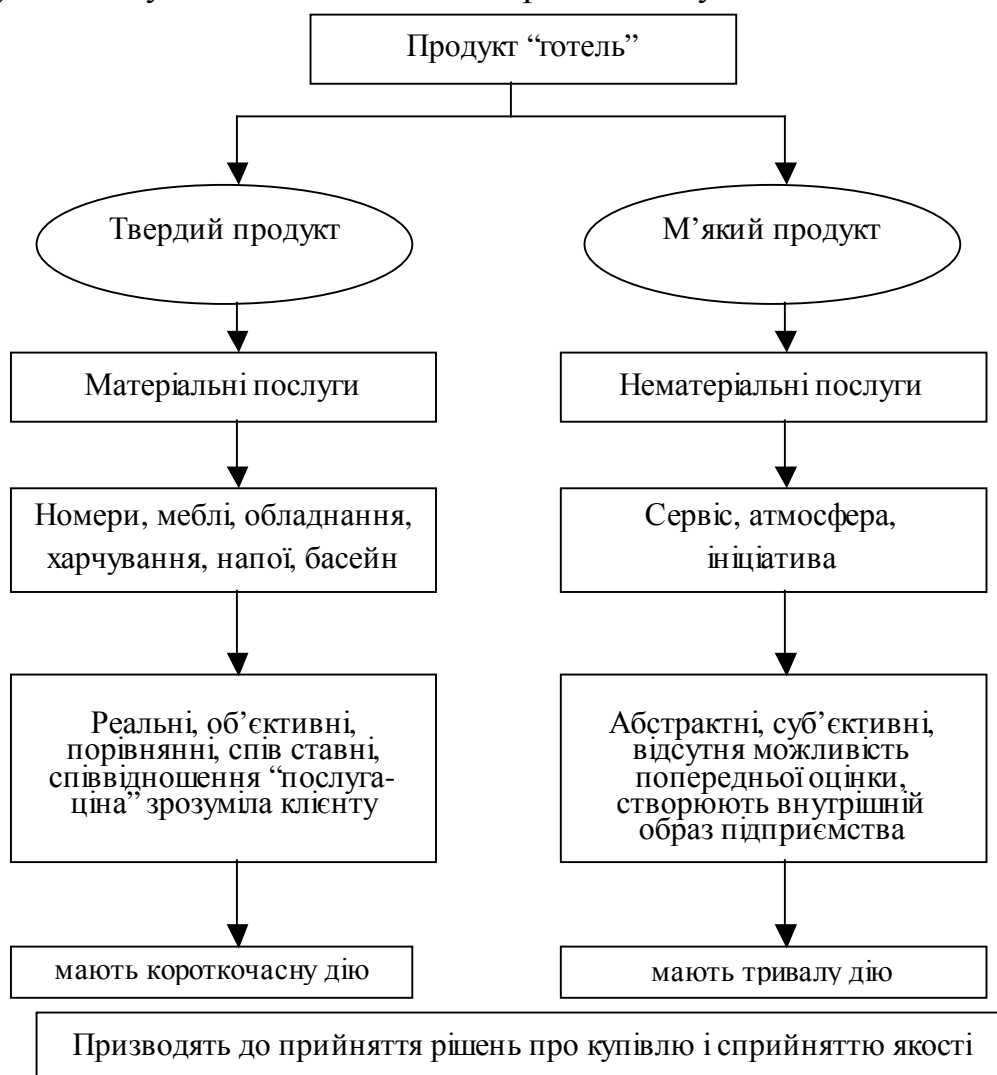 Продукт “готель”
Твердий продукт
М’який продукт
Матеріальні послуги
Нематеріальні послуги
Номери, меблі, обладнання,
харчування, напої, басейн
Сервіс, атмосфера,
ініціатива
Реальні, об’єктивні,
порівнянні, спів ставні,
співвідношення “послуга-
ціна” зрозуміла клієнту
Абстрактні, суб’єктивні,
відсутня можливість
попередньої оцінки,
створюють внутрішній
образ підприємства
мають короткочасну дію
мають тривалу дію
Призводять до прийняття рішень про купівлю і сприйняттю якості